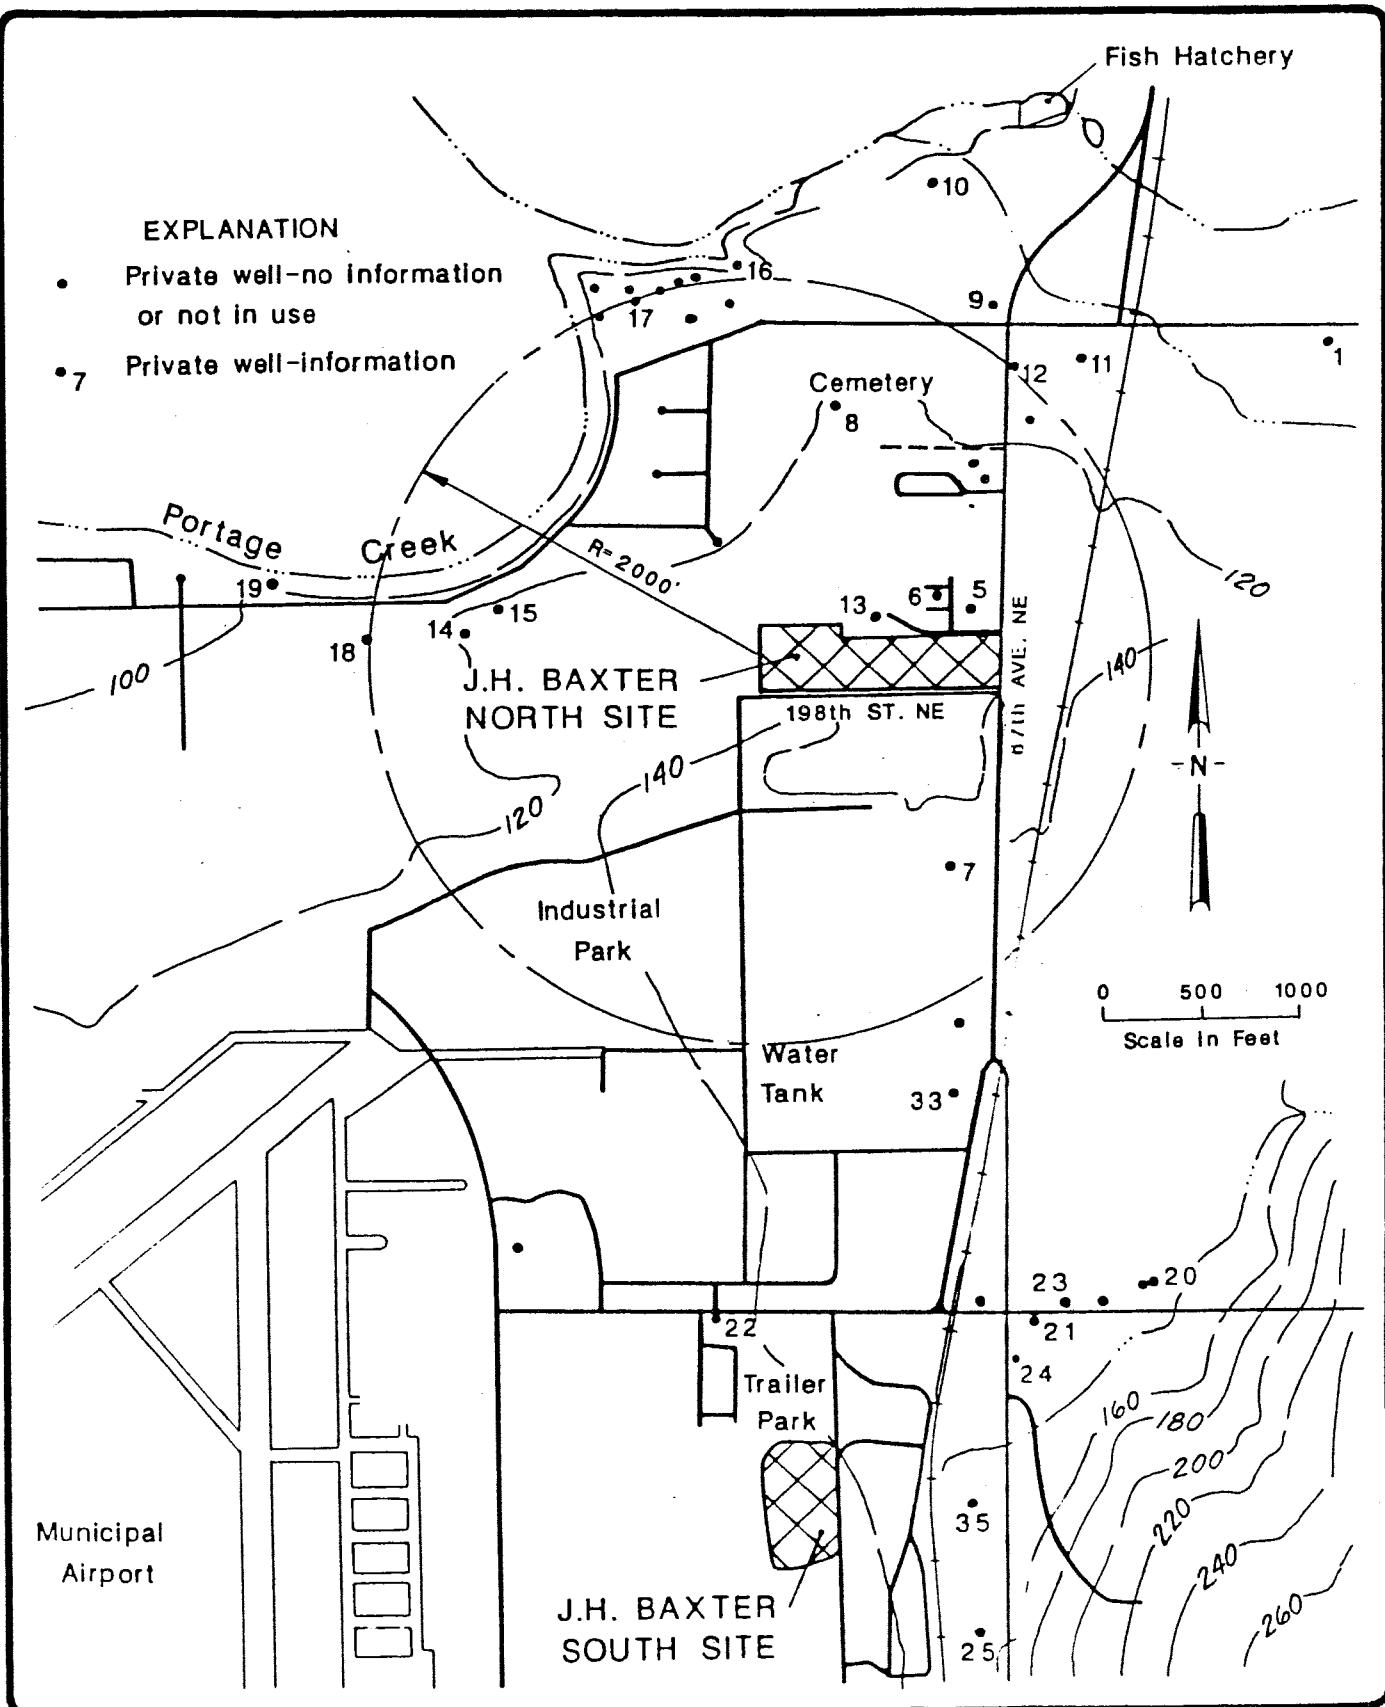 Fish Hatchery
10
EXPLANATION
Private well-no information
or not in use
7 Private well-information
16
17
9
12
11
1
Cemetery
8
Portage Creek
R=2000'
120
19
15
14
18
13
6
5
87th AVE. NE
100
J.H. BAXTER
NORTH SITE
198th ST. NE
140
140
120
N
7
Industrial
Park
0 500 1000
Scale In Feet
Water
Tank
33
20
23
21
22
24
Trailer
Park
160
180
200
220
240
260
35
Municipal
Airport
J.H. BAXTER
SOUTH SITE
25